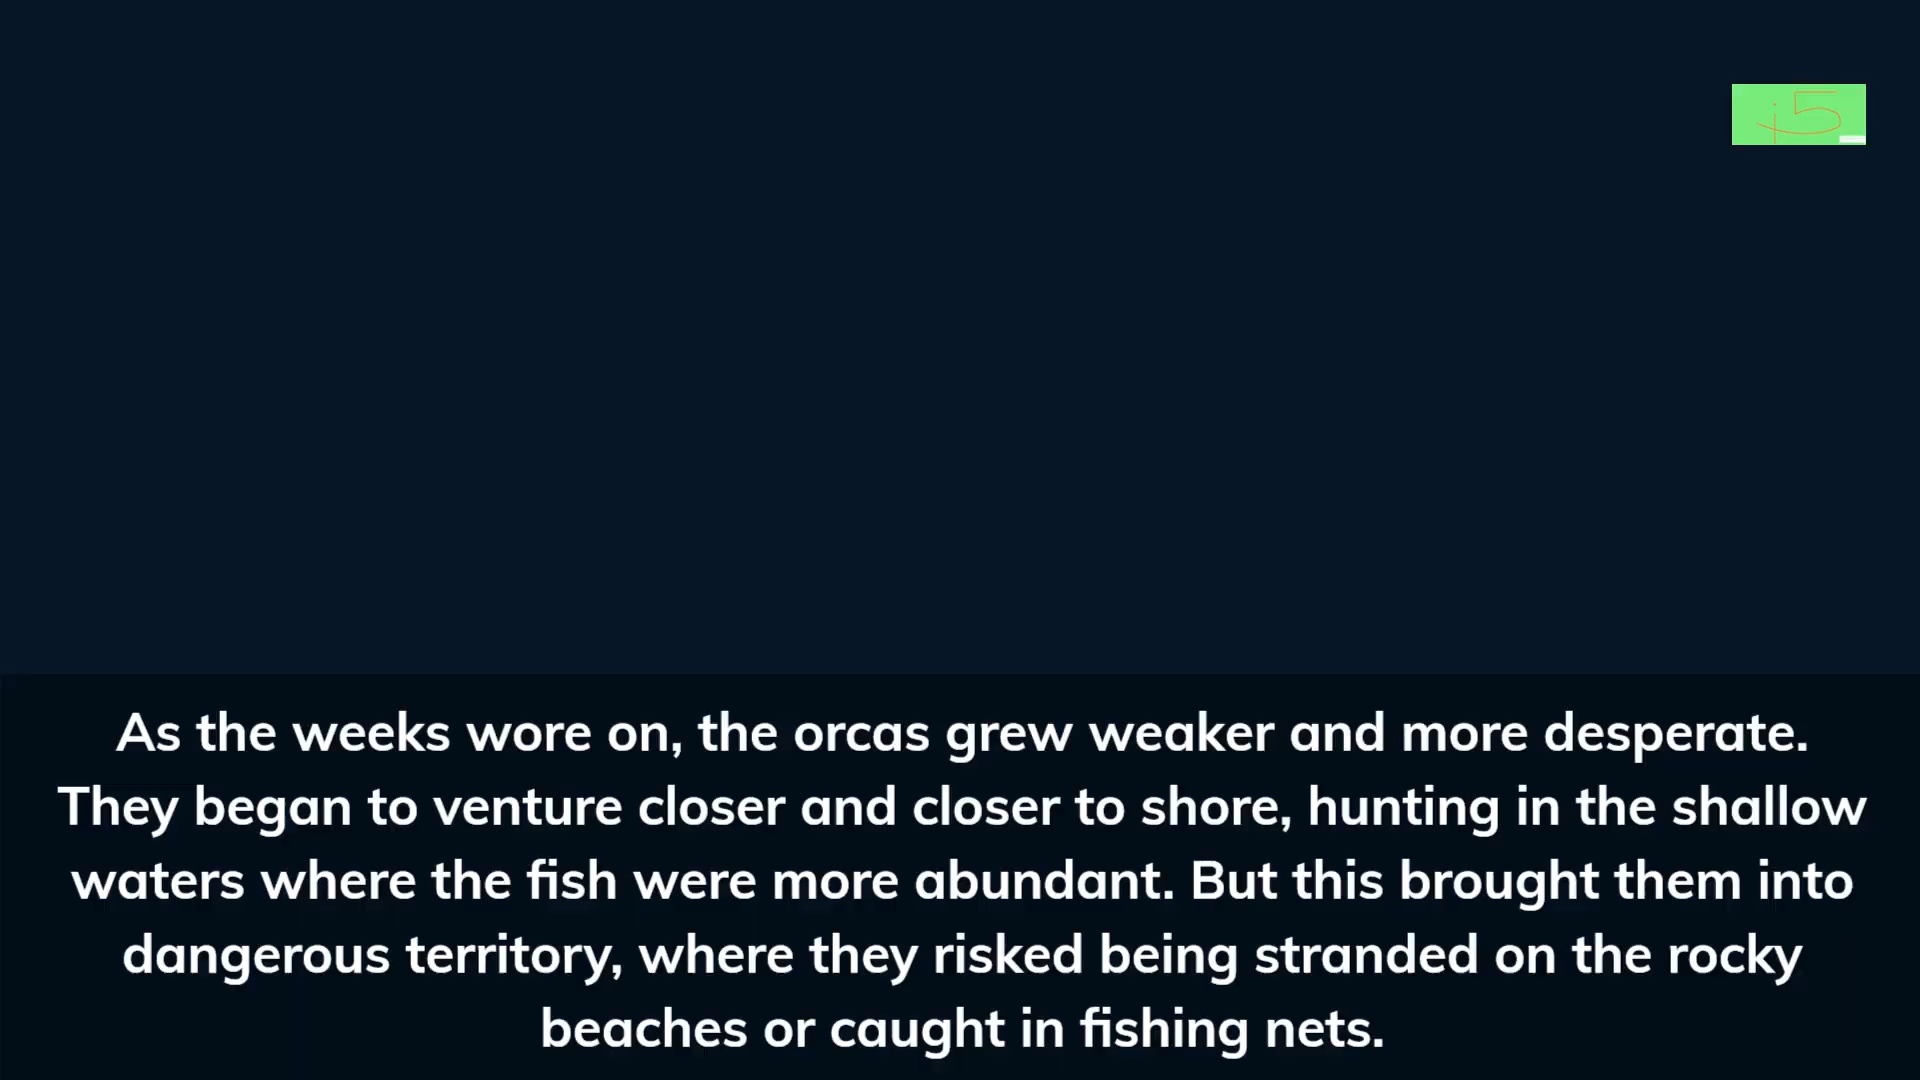 i5
As the weeks wore on, the orcas grew weaker and more desperate.
They began to venture closer and closer to shore, hunting in the shallow
waters where the fish were more abundant. But this brought them into
dangerous territory, where they risked being stranded on the rocky
beaches or caught in fishing nets.